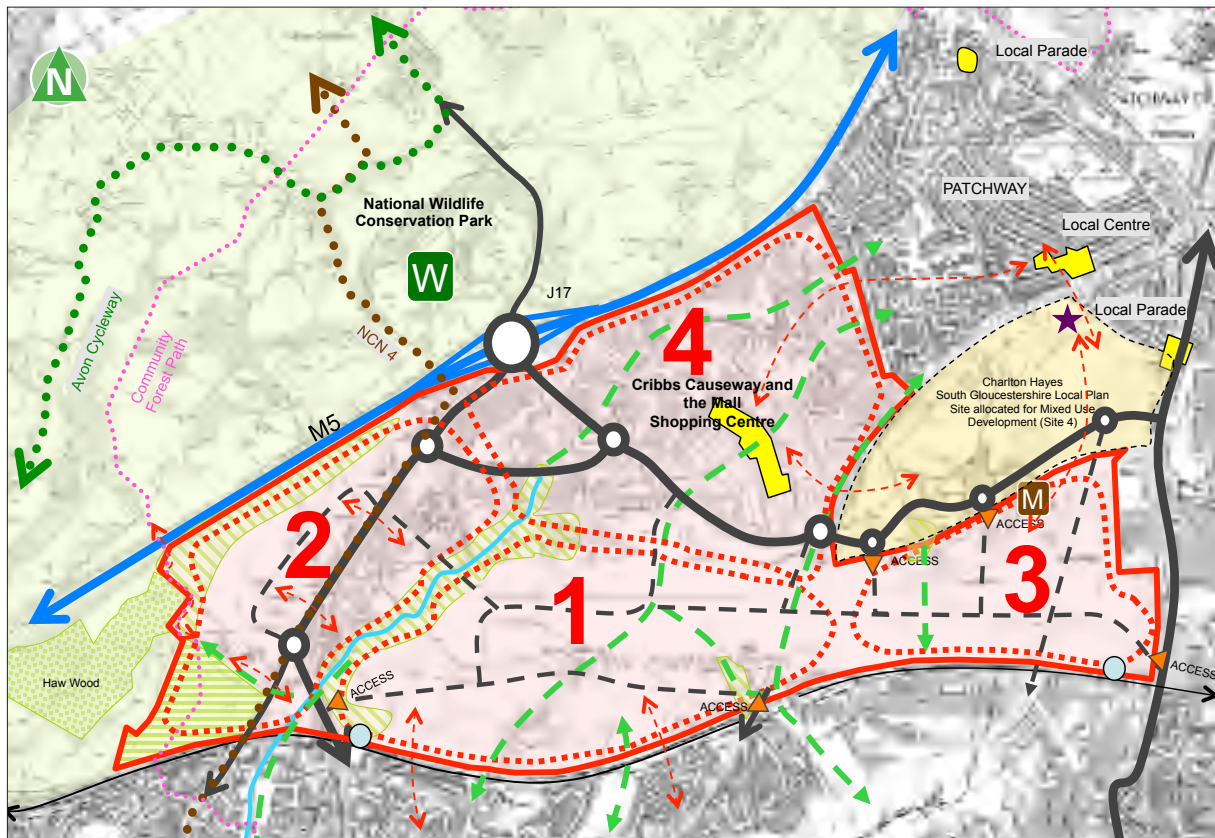 N
Local Parade
PATCHWAY
Local Centre
Local Parade
National Wildlife
Conservation Park
W
J17
NCN 4
Avon Cycleway
Community
Forest Path
M5
4
Cribbs Causeway and
the Mall
Shopping Centre
Charlton Hayes
South Gloucestershire Local Plan
Site allocated for Mixed Use
Development (Site 4)
M
ACCESS
ACCESS
2
1
3
Haw Wood
ACCESS
ACCESS
ACCESS